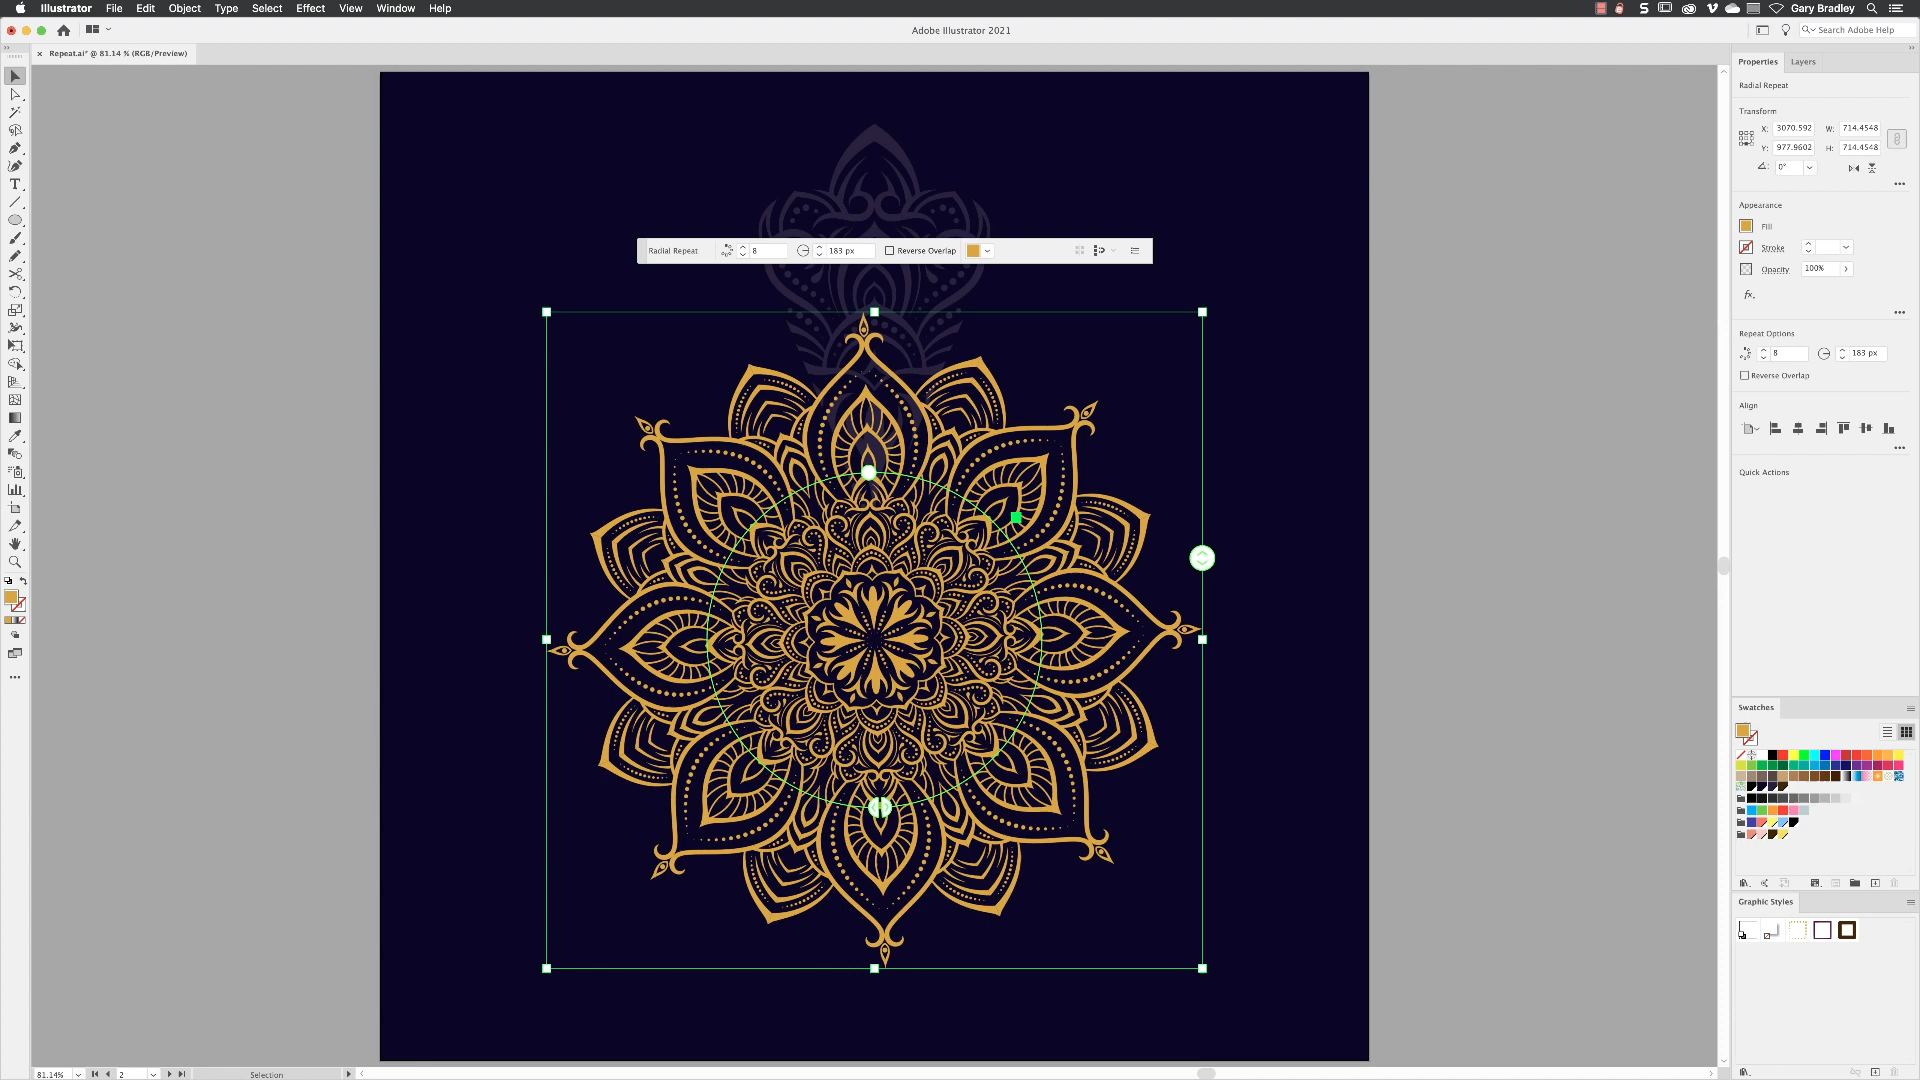 Illustrator File Edit Object Type Select Effect View Window Help Gary Bradley
Adobe Illustrator 2021
Search Adobe Help
Repeat.ai* @ 81.14 % (RGB/Preview)
Properties Layers
Radial Repeat
Transform
X: 3070.592 W: 714.4548
Y: 977.9602 H: 714.4548
0°
Appearance
Fill
Stroke
Opacity 100%
fx.
Repeat Options
8 183 px
Reverse Overlap
Align
Quick Actions
Radial Repeat 8 183 px Reverse Overlap
Swatches
Graphic Styles
81.14% 2 Selection